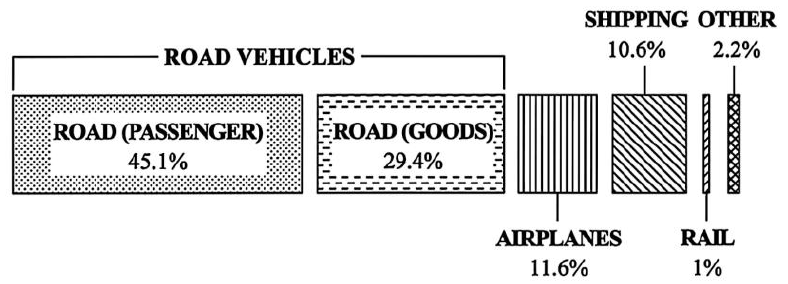 SHIPPING OTHER
10.6% 2.2%
ROAD VEHICLES
ROAD (PASSENGER) ROAD (GOODS)
45.1% 29.4%
AIRPLANES RAIL
11.6% 1%